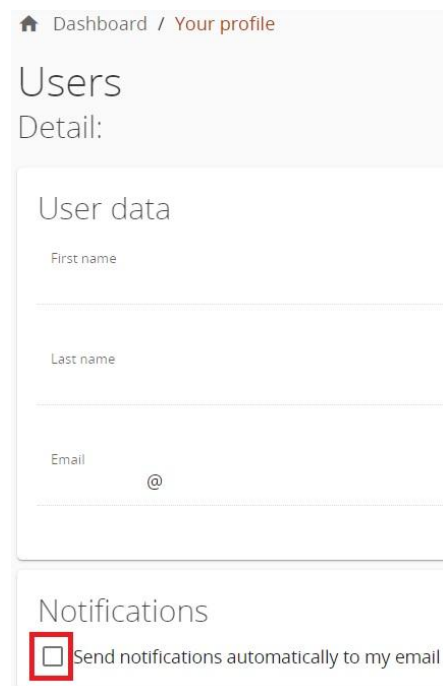 Dashboard / Your profile
Users
Detail:
User data
First name
Last name
Email
@
Notifications
Send notifications automatically to my email